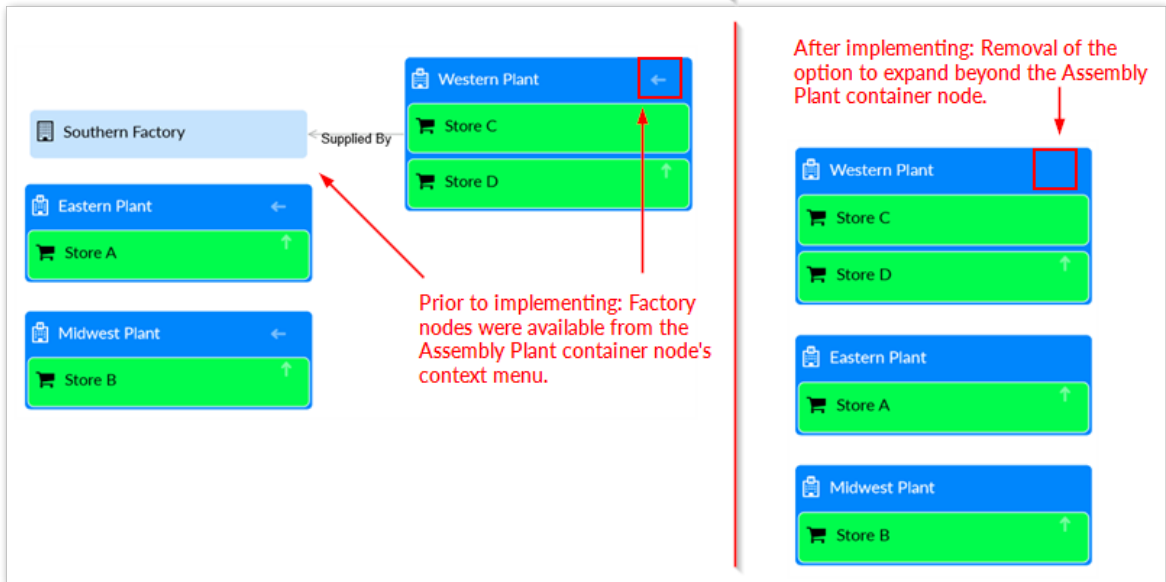 Western Plant
Store C
Store D
Supplied By
Southern Factory
Eastern Plant
Store A
Midwest Plant
Store B
Prior to implementing: Factory
nodes were available from the
Assembly Plant container node's
context menu.
After implementing: Removal of the
option to expand beyond the Assembly
Plant container node.
Western Plant
Store C
Store D
Eastern Plant
Store A
Midwest Plant
Store B